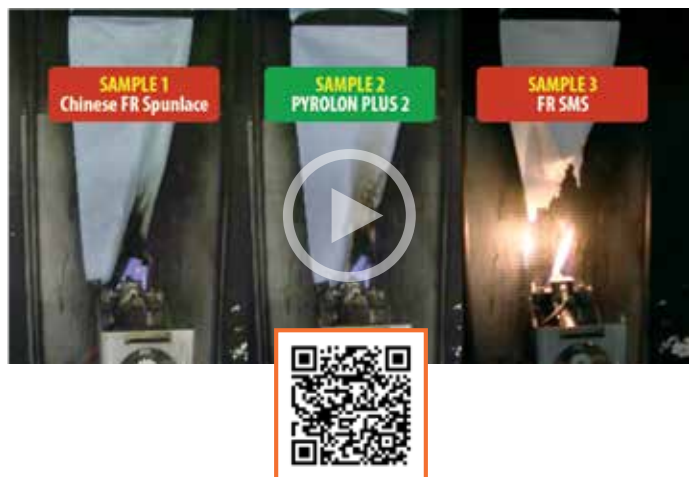 SAMPLE 1
Chinese FR Spunlace
SAMPLE 2
PYROLON PLUS 2
SAMPLE 3
FR SMS